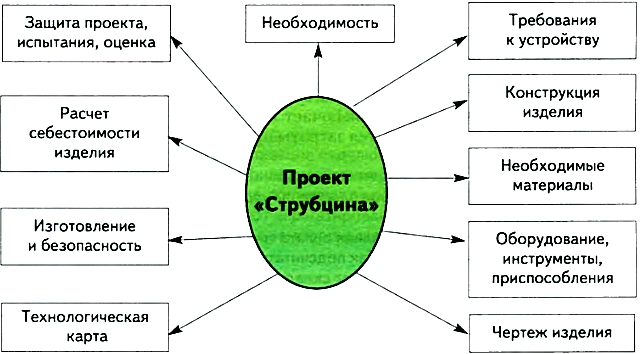 Защита проекта,
испытания, оценка
Необходимость
Требования
к устройству
Расчет
себестоимости
изделия
Конструкция
изделия
Проект
«Струбцина»
Необходимые
материалы
Изготовление
и безопасность
Оборудование,
инструменты,
приспособления
Технологическая
карта
Чертеж изделия